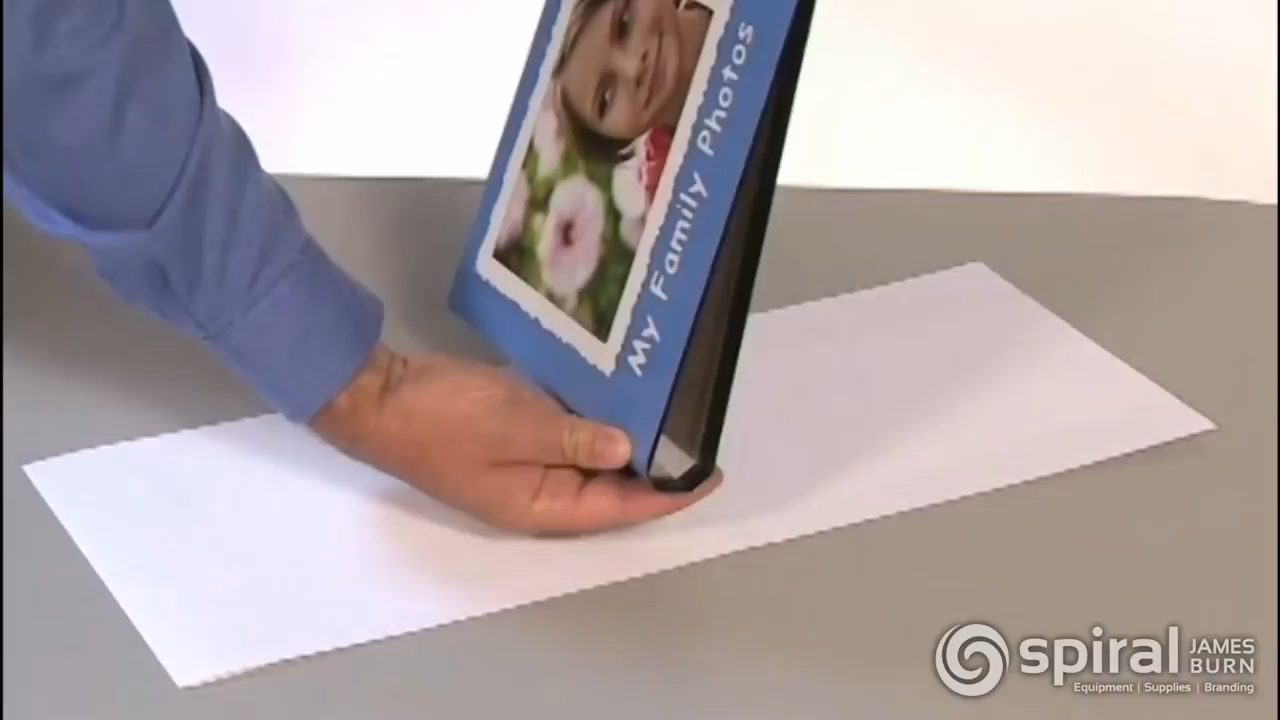 My Family Photos
spiral JAMES
BURN
Equipment | Supplies | Branding